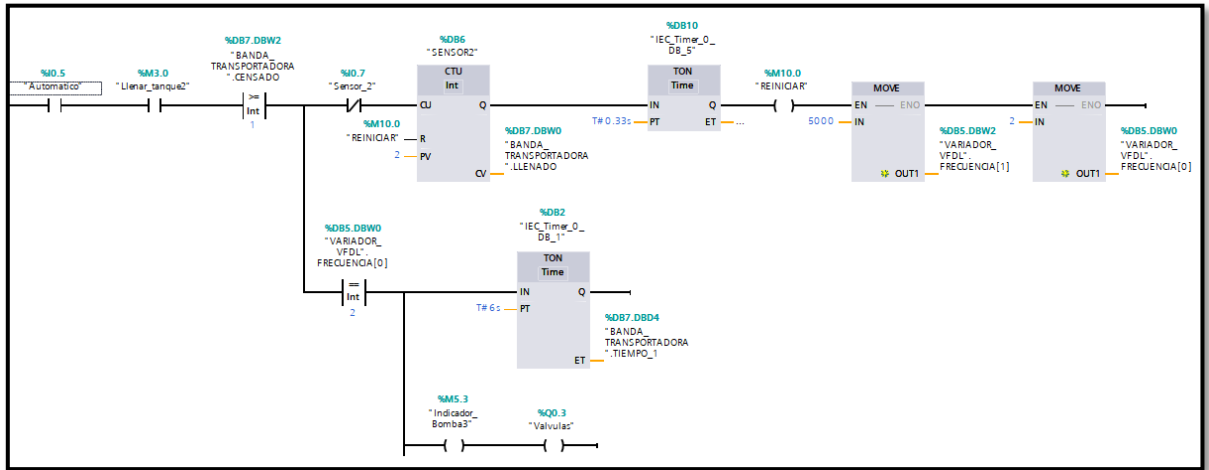 %I0.5
"Automatico"
%M3.0
"Llenar_tanque2"
%DB7.DBW2
"BANDA_
TRANSPORTADORA
".CENSADO
>=
Int
1
%I0.7
"Sensor_2"
%DB6
"SENSOR2"
CTU
Int
CU
Q
%M10.0
"REINICIAR"
R
2
PV
CV
%DB7.DBW0
"BANDA_
TRANSPORTADORA
".LLENADO
%DB10
"IEC_Timer_0_
DB_5"
TON
Time
IN
Q
T#0.33s
PT
ET
...
%M10.0
"REINICIAR"
MOVE
EN
ENO
5000
IN
OUT1
%DB5.DBW2
"VARIADOR_
VFDL".
FRECUENCIA[1]
MOVE
EN
ENO
2
IN
OUT1
%DB5.DBW0
"VARIADOR_
VFDL".
FRECUENCIA[0]
%DB5.DBW0
"VARIADOR_
VFDL".
FRECUENCIA[0]
==
Int
2
%DB2
"IEC_Timer_0_
DB_1"
TON
Time
IN
Q
T#6s
PT
ET
%DB7.DBD4
"BANDA_
TRANSPORTADORA
".TIEMPO_1
%M5.3
"Indicador_
Bomba3"
%Q0.3
"Valvulas"